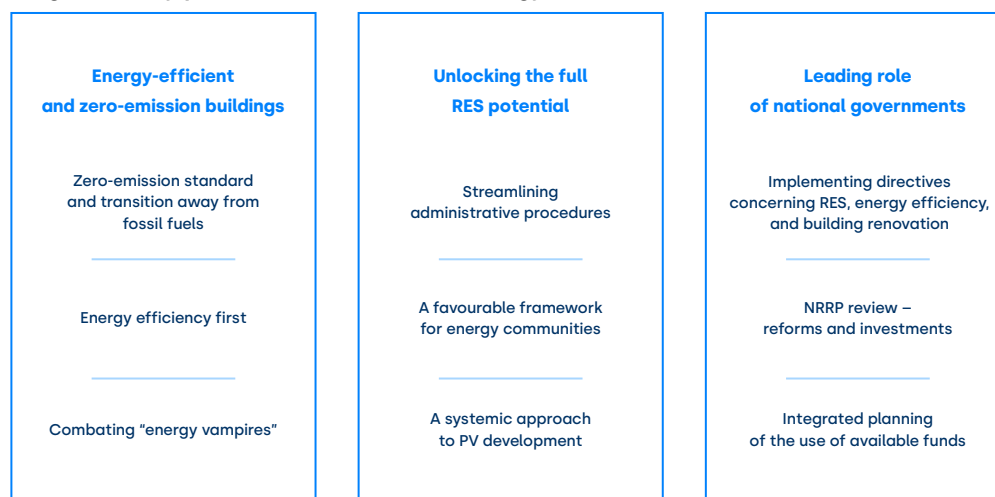 Energy-efficient
and zero-emission buildings
Zero-emission standard
and transition away from
fossil fuels
Energy efficiency first
Combating “energy vampires”
Unlocking the full
RES potential
Streamlining
administrative procedures
A favourable framework
for energy communities
A systemic approach
to PV development
Leading role
of national governments
Implementing directives
concerning RES, energy efficiency,
and building renovation
NRRP review –
reforms and investments
Integrated planning
of the use of available funds